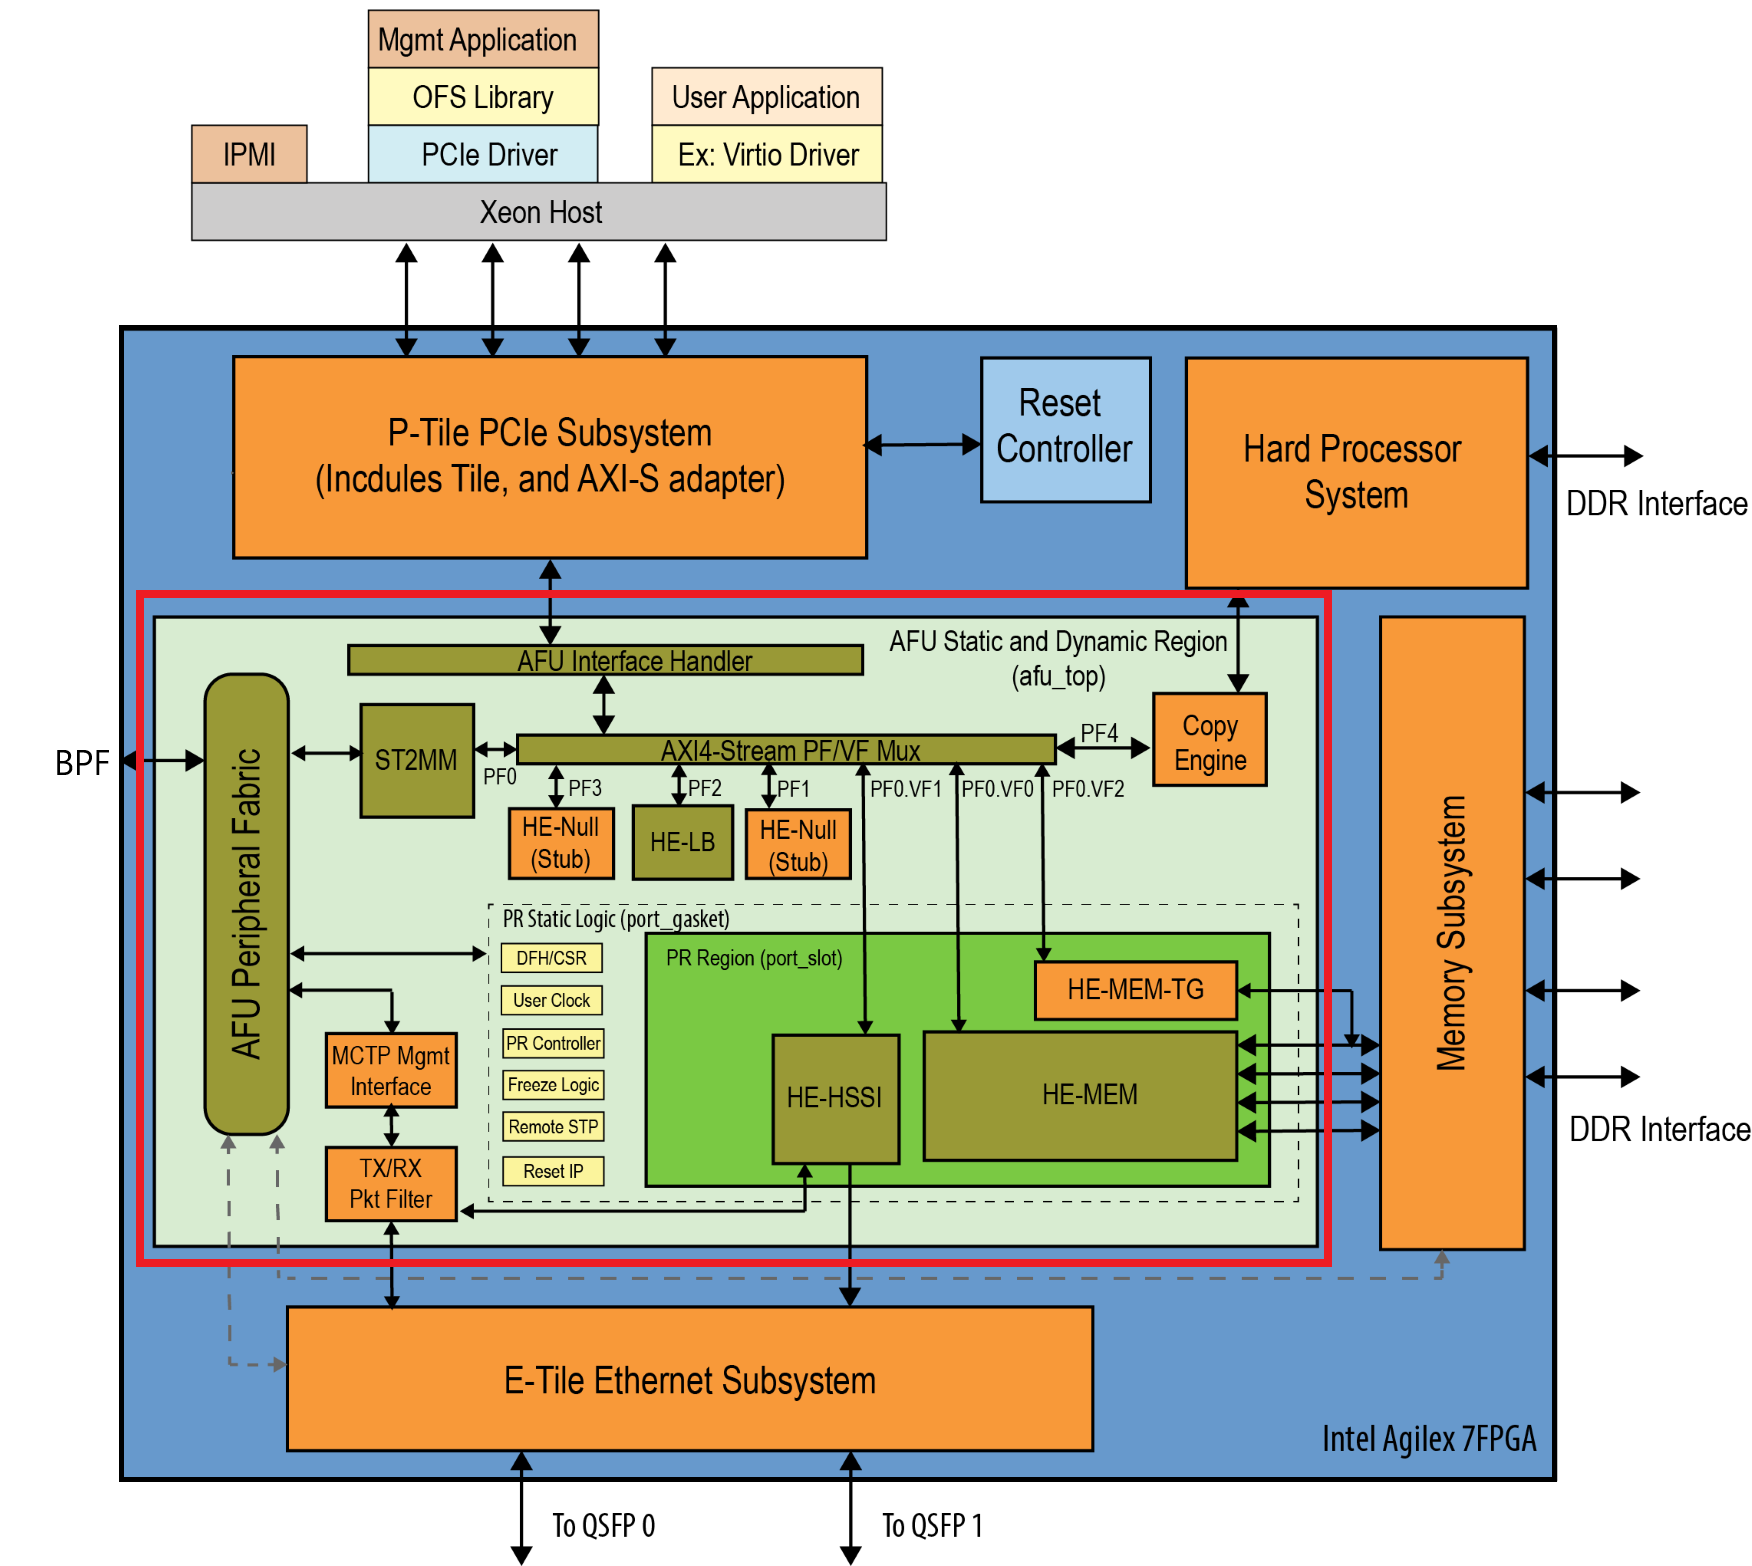 Mgmt Application
OFS Library
User Application
IPMI
PCIe Driver
Ex: Virtio Driver
Xeon Host
P-Tile PCIe Subsystem
(Incdules Tile, and AXI-S adapter)
Reset
Controller
Hard Processor
System
DDR Interface
AFU Static and Dynamic Region
(afu_top)
AFU Interface Handler
BPF
AFU Peripheral Fabric
ST2MM
PF0
AXI4-Stream PF/VF Mux
PF4
Copy
Engine
PF3
PF2
PF1
PF0.VF1
PF0.VF0
PF0.VF2
HE-Null
(Stub)
HE-LB
HE-Null
(Stub)
PR Static Logic (port_gasket)
DFH/CSR
User Clock
PR Controller
Freeze Logic
Remote STP
Reset IP
PR Region (port_slot)
HE-MEM-TG
HE-HSSI
HE-MEM
MCTP Mgmt
Interface
TX/RX
Pkt Filter
Memory Subsystem
DDR Interface
E-Tile Ethernet Subsystem
Intel Agilex 7FPGA
To QSFP 0
To QSFP 1